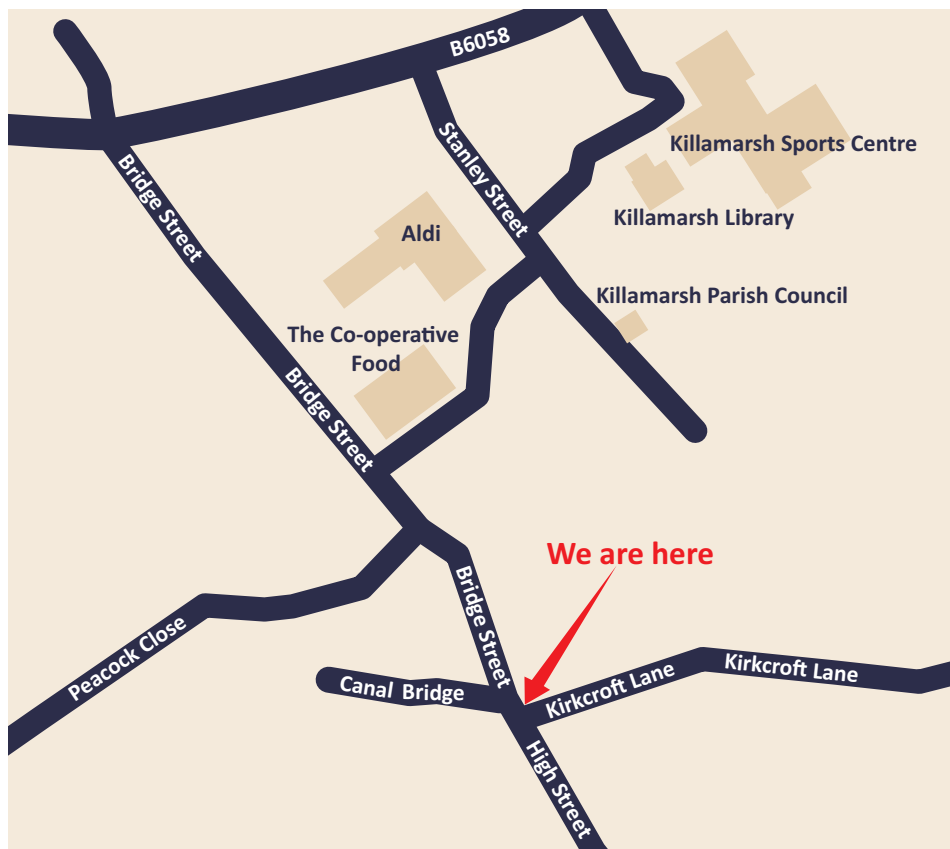 B6058
Bridge Street
Stanley Street
Killamarsh Sports Centre
Killamarsh Library
Aldi
Killamarsh Parish Council
The Co-operative
Food
Bridge Street
We are here
Bridge Street
Peacock Close
Canal Bridge
Kirkcroft Lane
Kirkcroft Lane
High Street